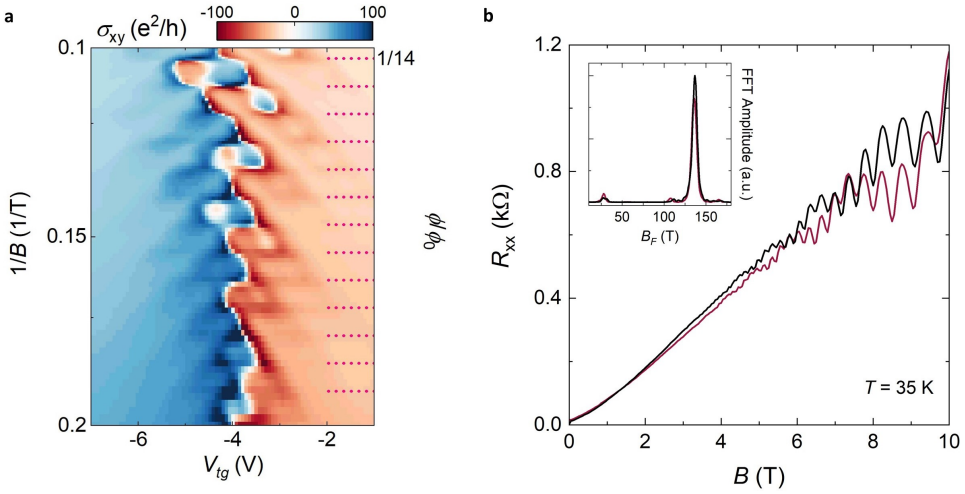 a
σxy (e²/h)
-100
0
100
0.1
0.15
0.2
1/B (1/T)
-6
-4
-2
Vtg (V)
1/14
ϕ/ϕ0
b
1.2
0.8
0.4
0.0
Rxx (kΩ)
0
2
4
6
8
10
B (T)
T = 35 K
FFT Amplitude (a.u.)
50
100
150
BF (T)